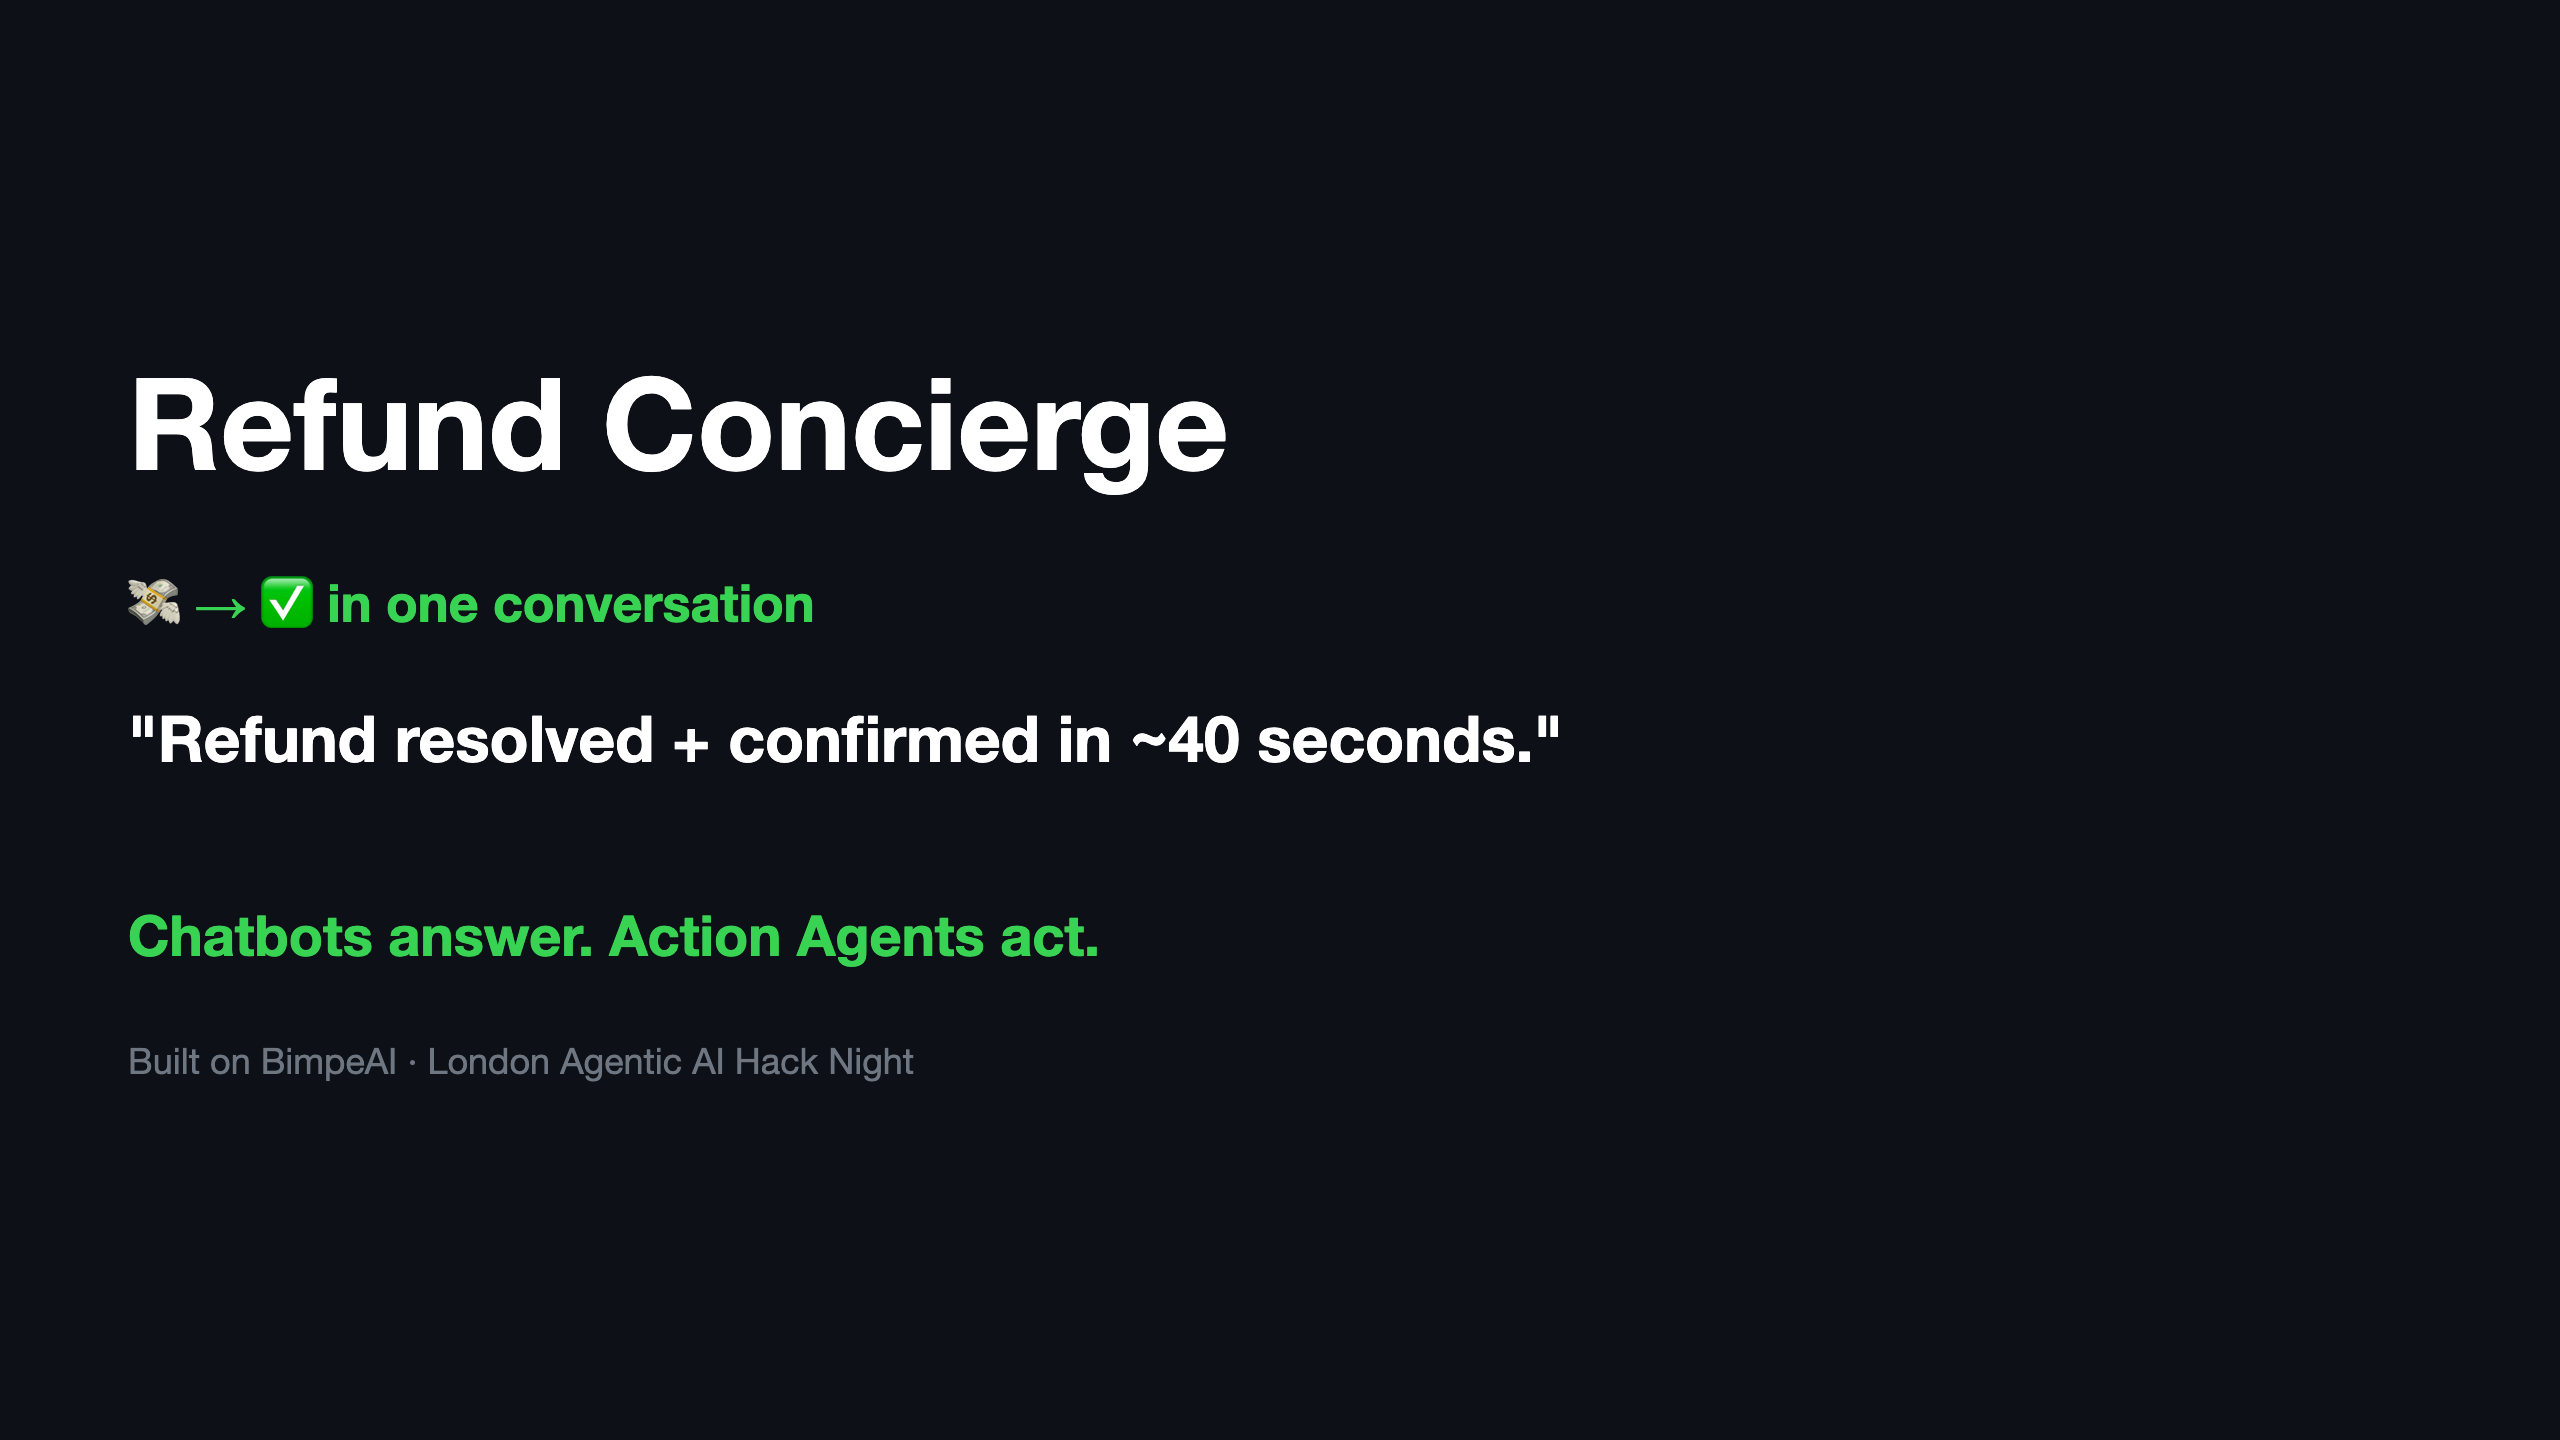 Refund Concierge
💸 → ✅ in one conversation
"Refund resolved + confirmed in ~40 seconds."
Chatbots answer. Action Agents act.
Built on BimpeAI · London Agentic AI Hack Night